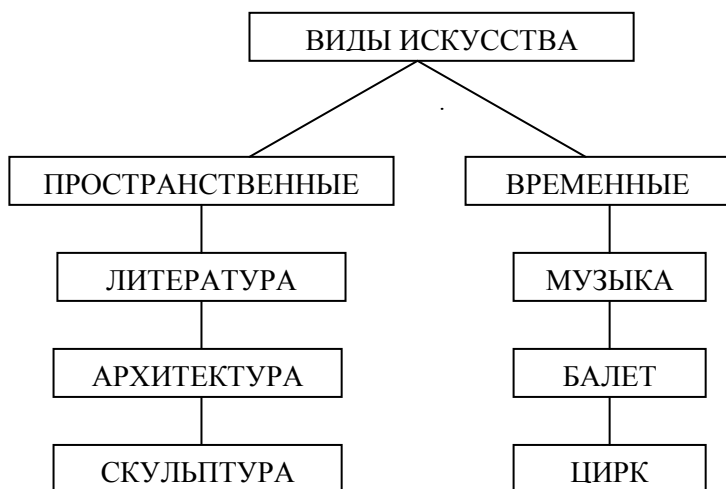 ВИДЫ ИСКУССТВА
ПРОСТРАНСТВЕННЫЕ
ВРЕМЕННЫЕ
ЛИТЕРАТУРА
МУЗЫКА
АРХИТЕКТУРА
БАЛЕТ
СКУЛЬПТУРА
ЦИРК